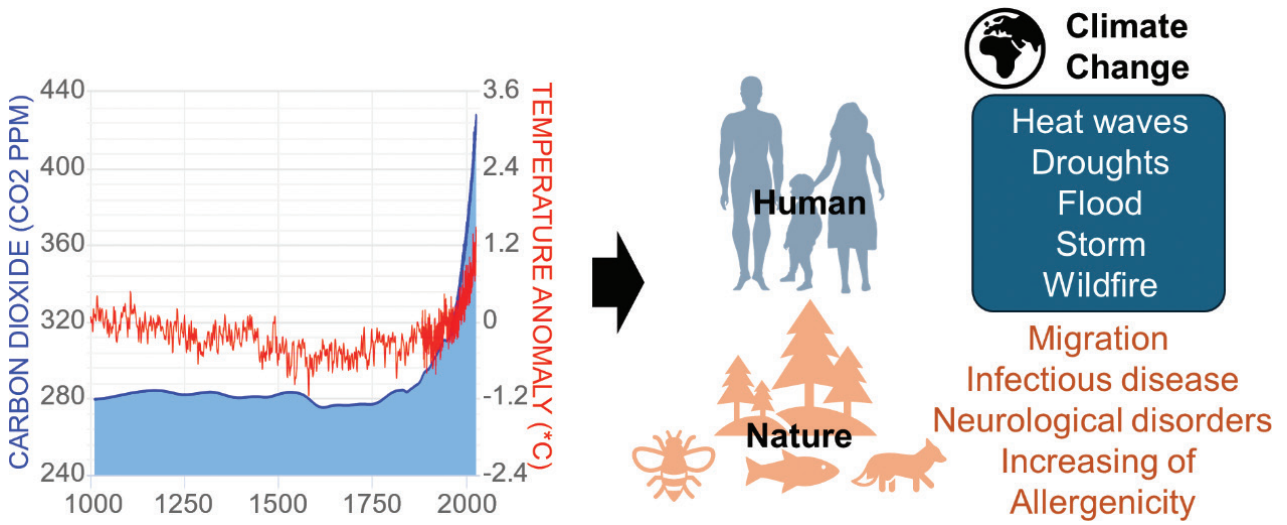 CARBON DIOXIDE (CO2 PPM)
440
400
360
320
280
240
1000
1250
1500
1750
2000
3.6
2.4
1.2
0
-1.2
-2.4
TEMPERATURE ANOMALY (*C)
Human
Nature
Climate
Change
Heat waves
Droughts
Flood
Storm
Wildfire
Migration
Infectious disease
Neurological disorders
Increasing of
Allergenicity